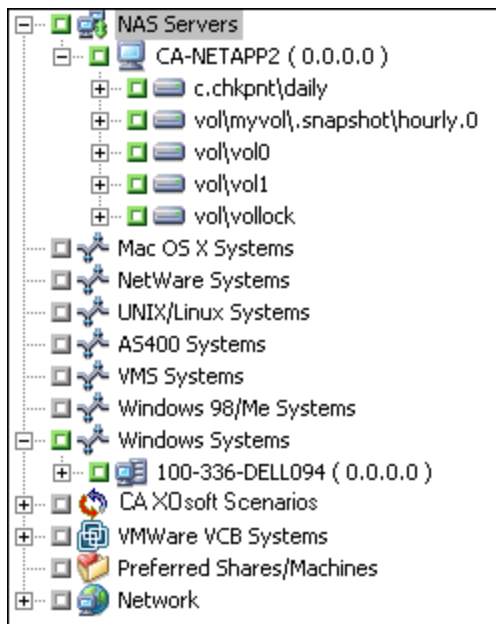 NAS Servers
CA-NETAPP2 ( 0.0.0.0 )
c.chkpnt\daily
vol\myvol\.snapshot\hourly.0
vol\vol0
vol\vol1
vol\vollock
Mac OS X Systems
NetWare Systems
UNIX/Linux Systems
AS400 Systems
VMS Systems
Windows 98/Me Systems
Windows Systems
100-336-DELL094 ( 0.0.0.0 )
CA XOsoft Scenarios
VMWare VCB Systems
Preferred Shares/Machines
Network